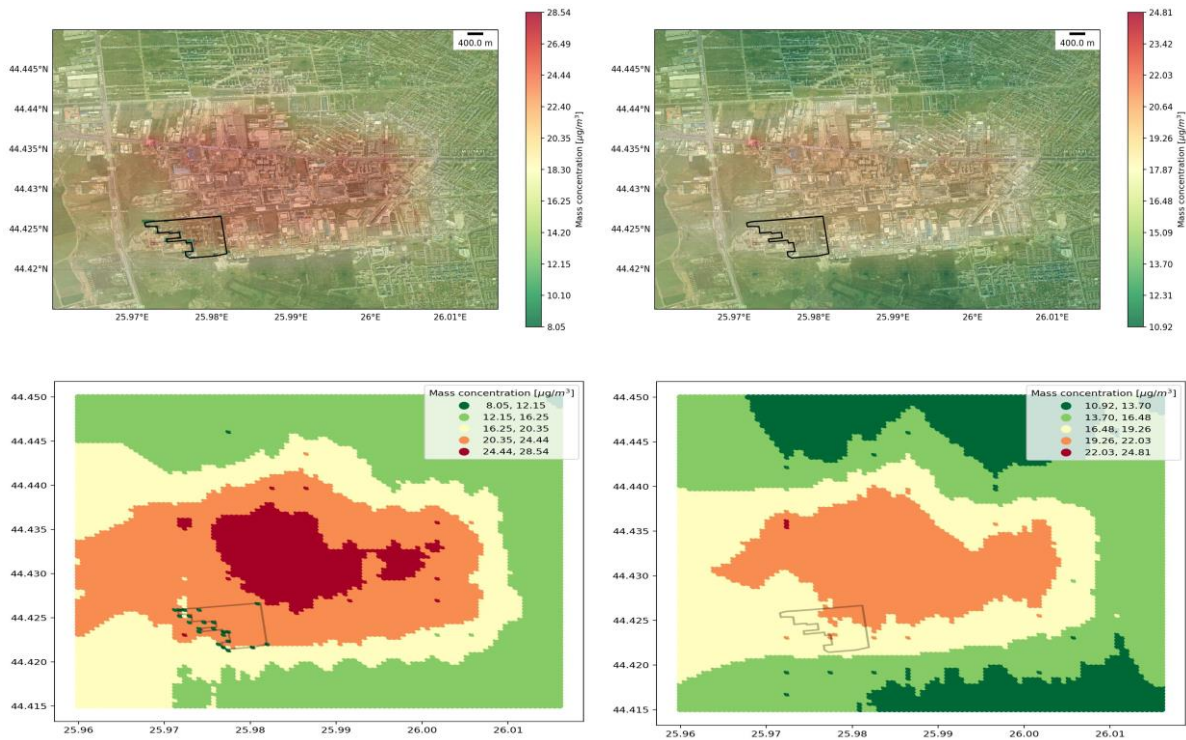 400.0 m
44.445°N
44.44°N
44.435°N
44.43°N
44.425°N
44.42°N
25.97°E
25.98°E
25.99°E
26°E
26.01°E
28.54
26.49
24.44
22.40
20.35
18.30
16.25
14.20
12.15
10.10
8.05
Mass concentration [μg/m³]
400.0 m
44.445°N
44.44°N
44.435°N
44.43°N
44.425°N
44.42°N
25.97°E
25.98°E
25.99°E
26°E
26.01°E
24.81
23.42
22.03
20.64
19.26
17.87
16.48
15.09
13.70
12.31
10.92
Mass concentration [μg/m³]
Mass concentration [μg/m³]
8.05, 12.15
12.15, 16.25
16.25, 20.35
20.35, 24.44
24.44, 28.54
44.450
44.445
44.440
44.435
44.430
44.425
44.420
44.415
25.96
25.97
25.98
25.99
26.00
26.01
Mass concentration [μg/m³]
10.92, 13.70
13.70, 16.48
16.48, 19.26
19.26, 22.03
22.03, 24.81
44.450
44.445
44.440
44.435
44.430
44.425
44.420
44.415
25.96
25.97
25.98
25.99
26.00
26.01